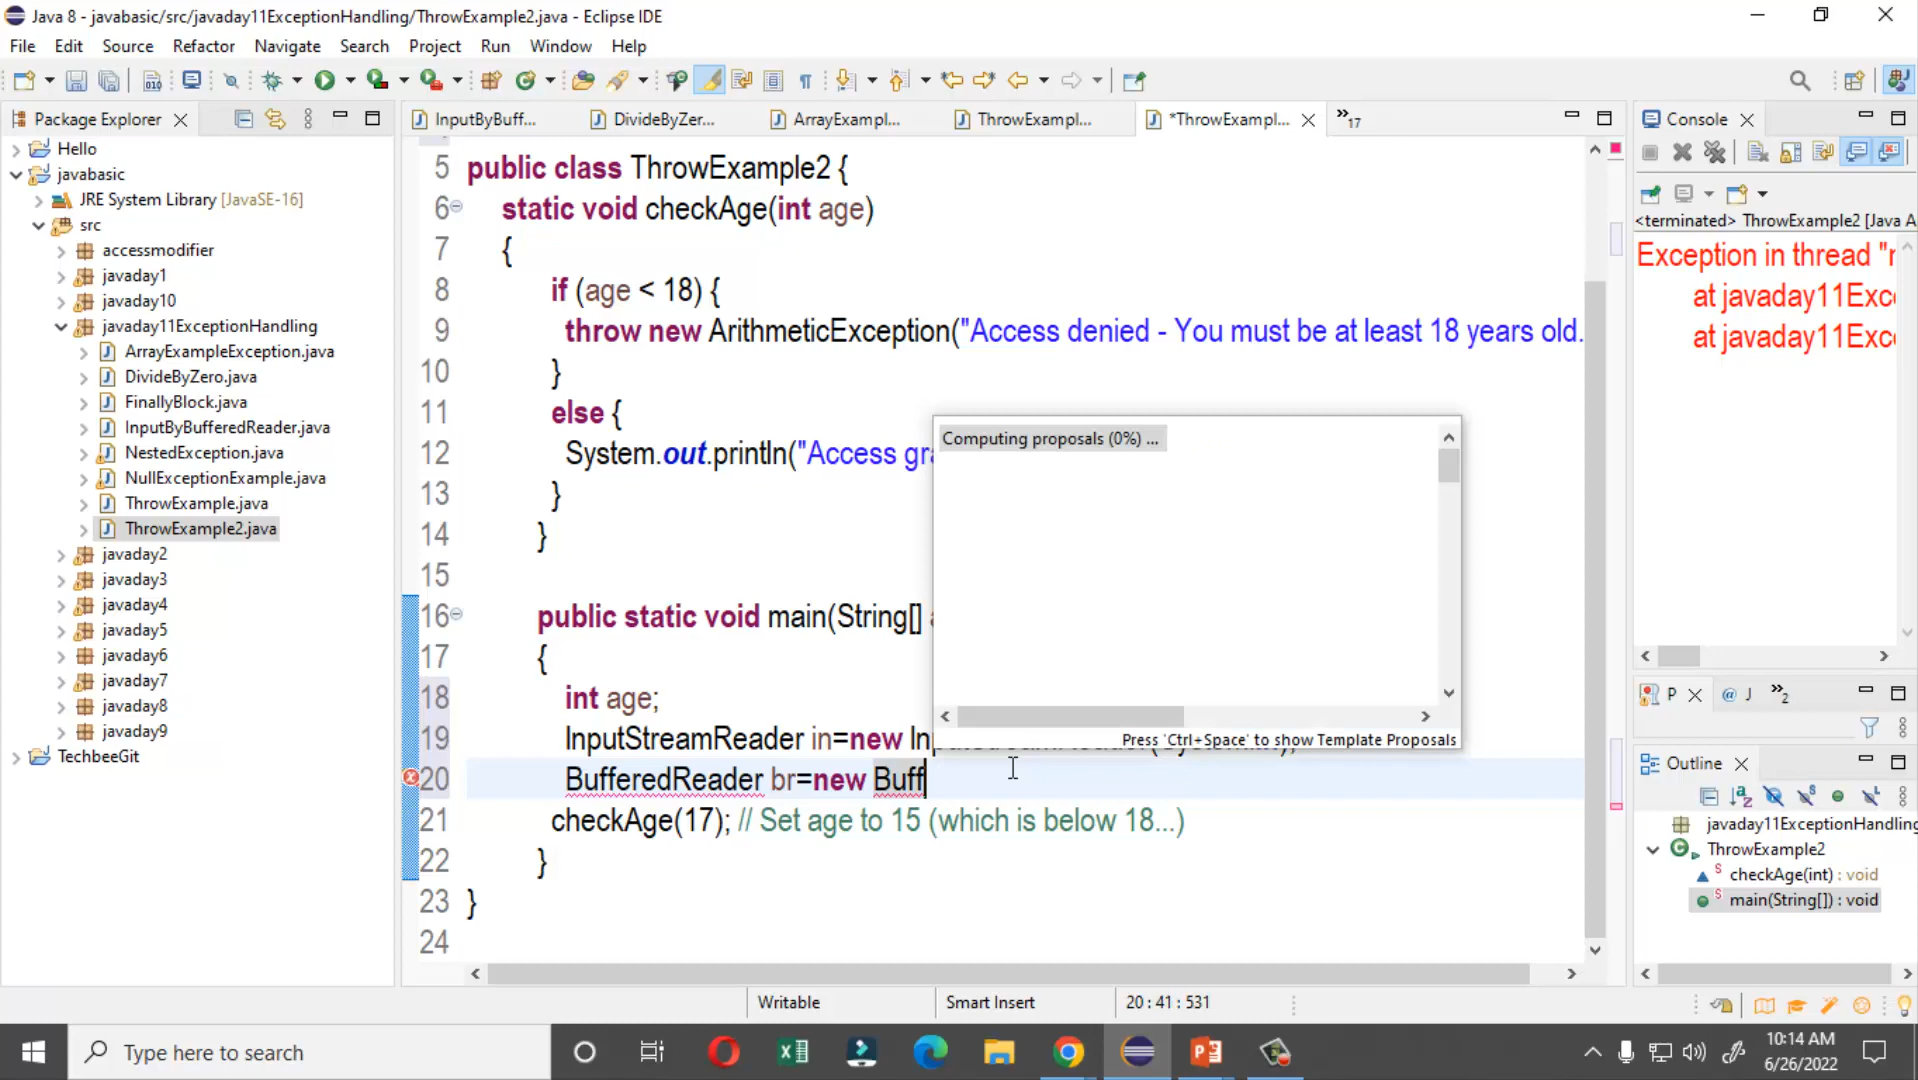 Java 8 - javabasic/src/javaday11ExceptionHandling/ThrowExample2.java - Eclipse IDE
File Edit Source Refactor Navigate Search Project Run Window Help
Package Explorer
InputByBuff... DivideByZer... ArrayExampl... ThrowExampl... *ThrowExampl... »17
Console
Hello
javabasic
JRE System Library [JavaSE-16]
src
accessmodifier
javaday1
javaday10
javaday11ExceptionHandling
ArrayExampleException.java
DivideByZero.java
FinallyBlock.java
InputByBufferedReader.java
NestedException.java
NullExceptionExample.java
ThrowExample.java
ThrowExample2.java
javaday2
javaday3
javaday4
javaday5
javaday6
javaday7
javaday8
javaday9
TechbeeGit
5 public class ThrowExample2 {
6 static void checkAge(int age)
7 {
8 if (age < 18) {
9 throw new ArithmeticException("Access denied - You must be at least 18 years old.
10 }
11 else {
12 System.out.println("Access gra
13 }
14 }
15
16 public static void main(String[]
17 {
18 int age;
19 InputStreamReader in=new
20 BufferedReader br=new Buff
21 checkAge(17); // Set age to 15 (which is below 18...)
22 }
23 }
24
Computing proposals (0%) ...
Press 'Ctrl+Space' to show Template Proposals
<terminated> ThrowExample2 [Java A
Exception in thread "
at javaday11Exc
at javaday11Exc
P @ J »2
Outline
javaday11ExceptionHandling
ThrowExample2
checkAge(int) : void
main(String[]) : void
Writable Smart Insert 20 : 41 : 531
Type here to search
10:14 AM
6/26/2022